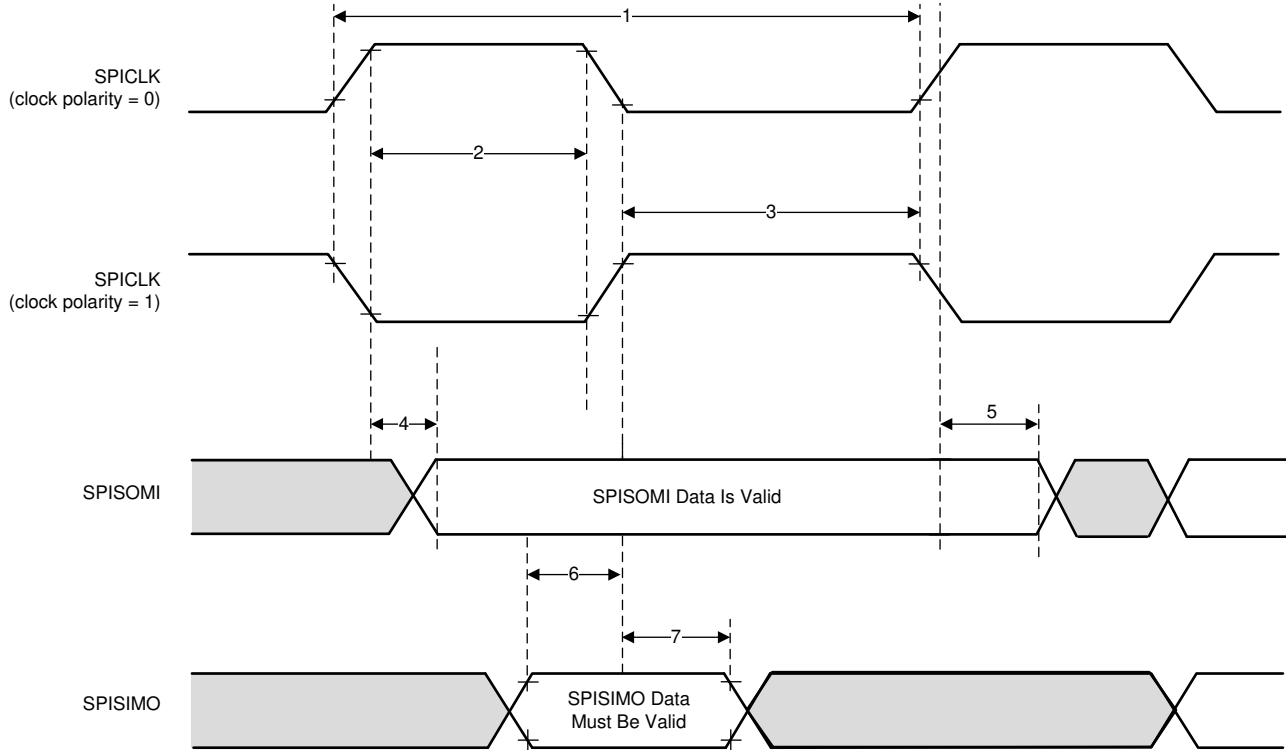 1
SPICLK
(clock polarity = 0)
2
3
SPICLK
(clock polarity = 1)
4
5
SPISOMI
SPISOMI Data Is Valid
6
7
SPISIMO
SPISIMO Data
Must Be Valid